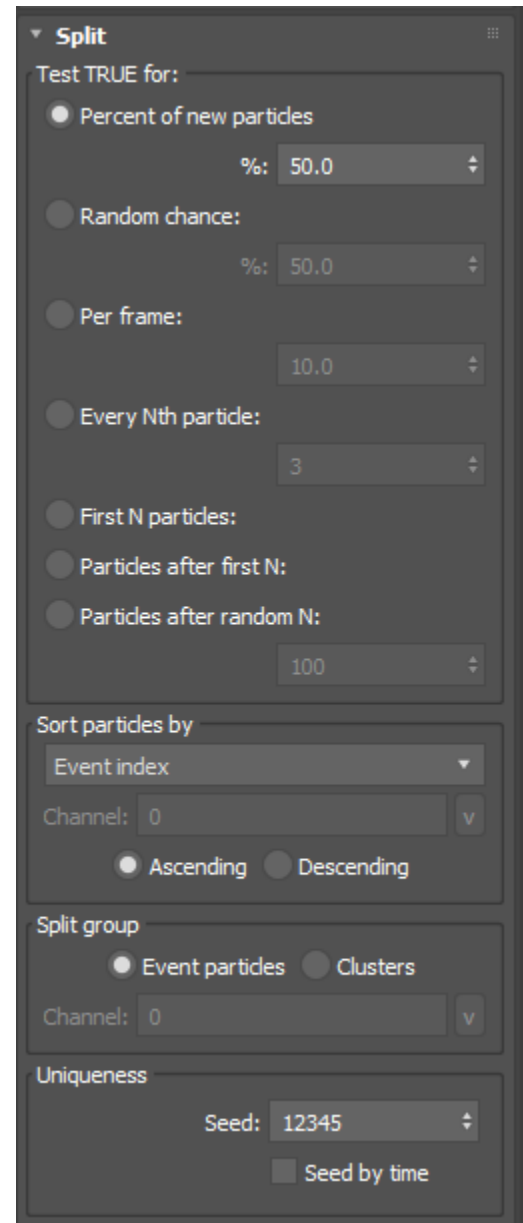 Split
Test TRUE for:
Percent of new particles
%: 50.0
Random chance:
%: 50.0
Per frame:
10.0
Every Nth particle:
3
First N particles:
Particles after first N:
Particles after random N:
100
Sort particles by
Event index
Channel: 0 v
Ascending Descending
Split group
Event particles Clusters
Channel: 0 v
Uniqueness
Seed: 12345
Seed by time